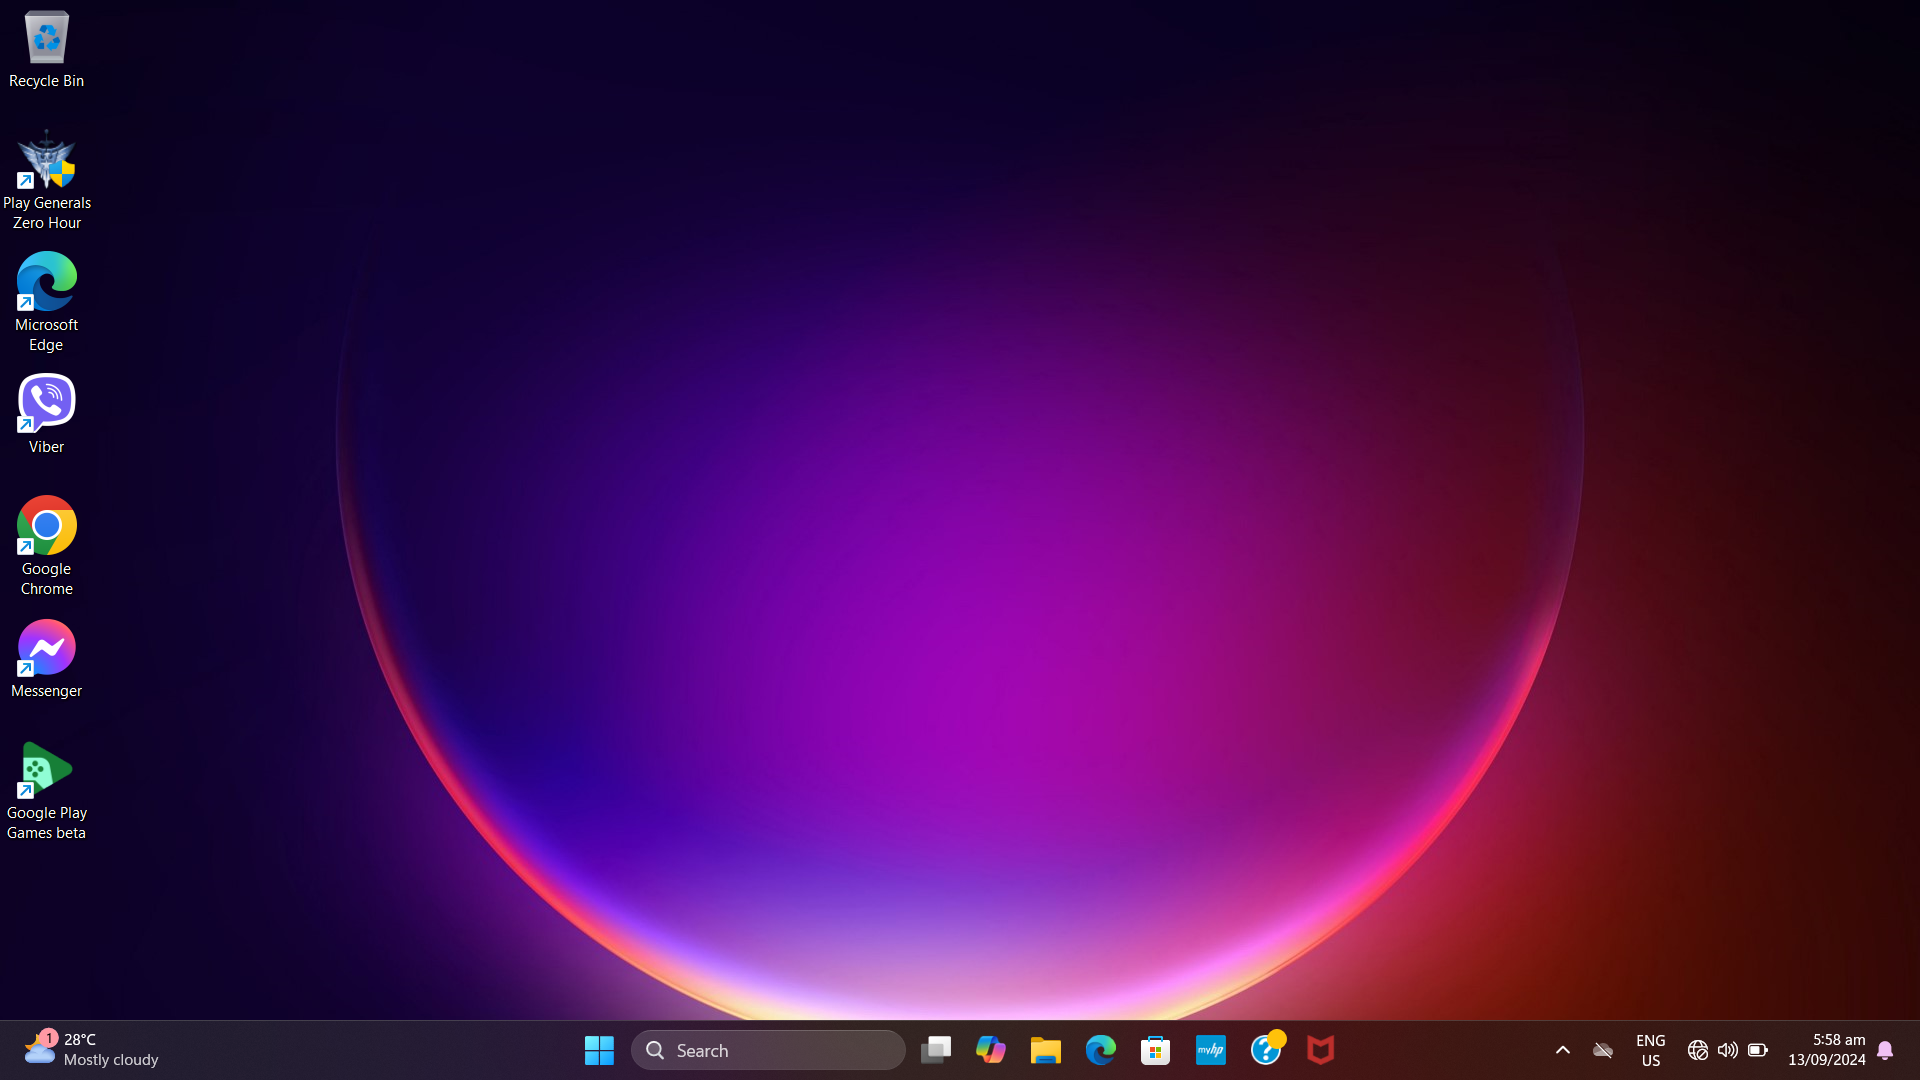 Recycle Bin
Play Generals
Zero Hour
Microsoft
Edge
Viber
Google
Chrome
Messenger
Google Play
Games beta
1
28°C
Mostly cloudy
Search
myhp
ENG
US
5:58 am
13/09/2024